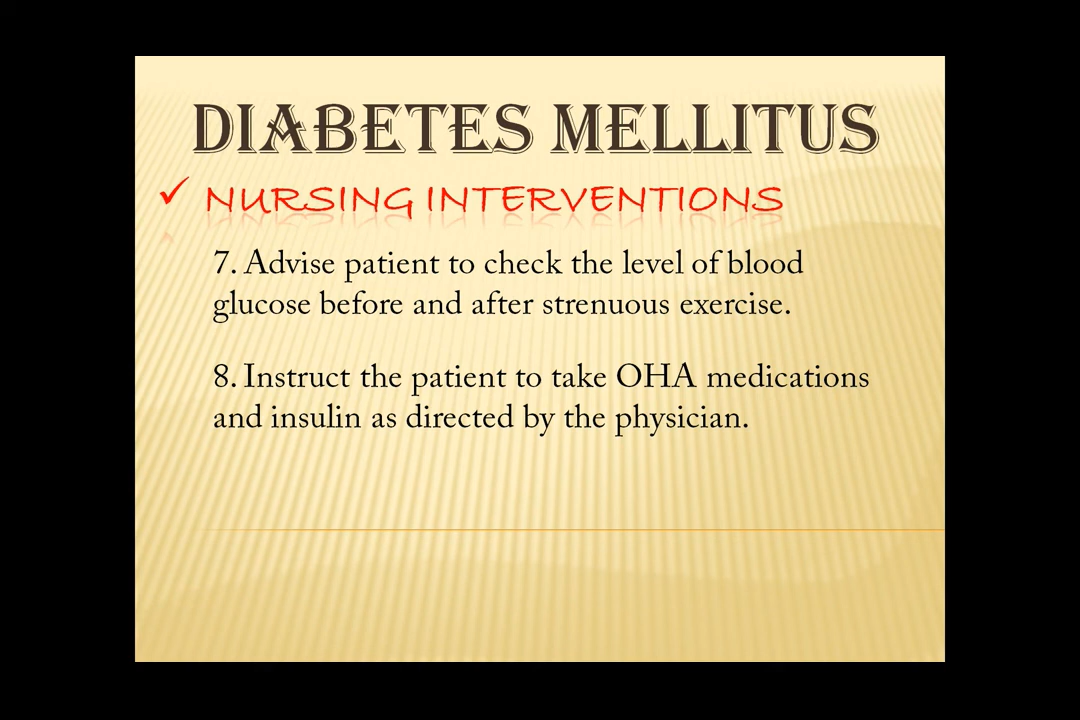 DIABETES MELLITUS
✓ NURSING INTERVENTIONS
7. Advise patient to check the level of blood
glucose before and after strenuous exercise.
8. Instruct the patient to take OHA medications
and insulin as directed by the physician.